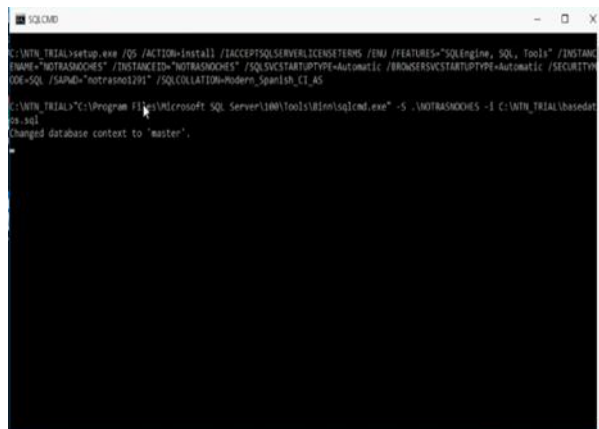 SQLCMD
C:\NTN_TRIAL>setup.exe /QS /ACTION=install /IACCEPTSQLSERVERLICENSETERMS /ENU /FEATURES="SQLEngine, SQL, Tools" /INSTANC
ENAME="NOTRASNOCHES" /INSTANCEID="NOTRASNOCHES" /SQLSVCSTARTUPTYPE=Automatic /BROWSERSVCSTARTUPTYPE=Automatic /SECURITYM
ODE=SQL /SAPWD="notrasno1291" /SQLCOLLATION=Modern_Spanish_CI_AS
C:\NTN_TRIAL>"C:\Program Files\Microsoft SQL Server\100\Tools\Binn\sqlcmd.exe" -S .\NOTRASNOCHES -i C:\NTN_TRIAL\basedat
os.sql
Changed database context to 'master'.